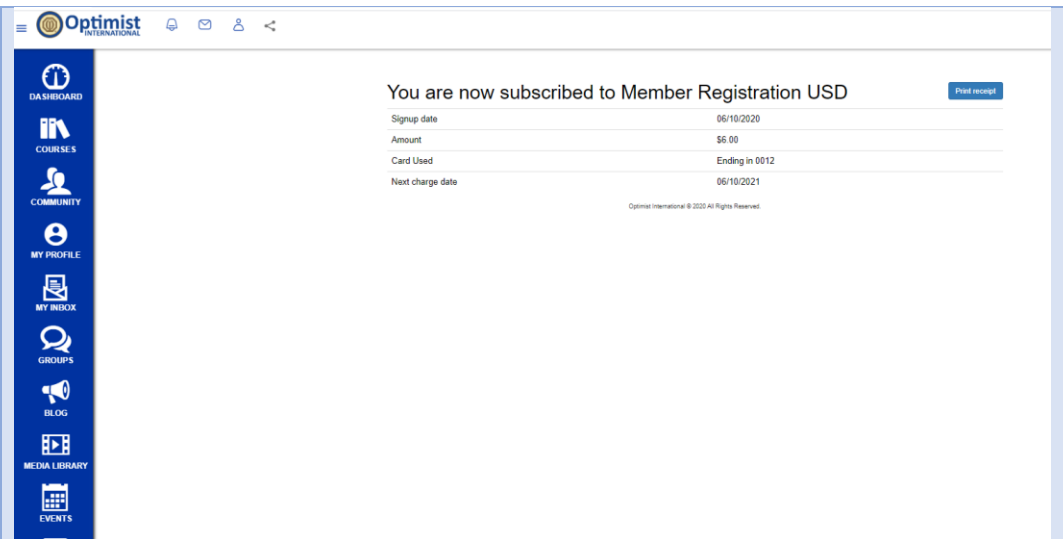 Optimist
INTERNATIONAL
DASHBOARD
COURSES
COMMUNITY
MY PROFILE
MY INBOX
GROUPS
BLOG
MEDIA LIBRARY
EVENTS
You are now subscribed to Member Registration USD
Print receipt
Signup date 06/10/2020
Amount $6.00
Card Used Ending in 0012
Next charge date 06/10/2021
Optimist International © 2020 All Rights Reserved.